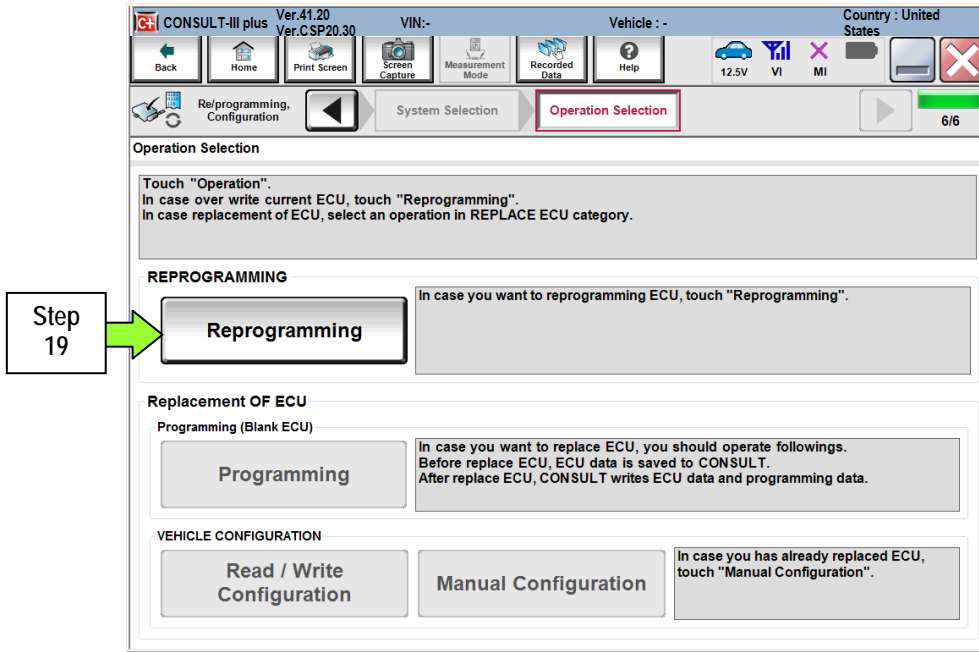 C+ CONSULT-III plus Ver.41.20 VIN:- Vehicle : - Country : United
Ver.CSP20.30 States
Back
Home
Print Screen
Screen
Capture
Measurement
Mode
Recorded
Data
Help
12.5V
VI
MI
Re/programming,
Configuration
System Selection
Operation Selection
6/6
Operation Selection
Touch "Operation".
In case over write current ECU, touch "Reprogramming".
In case replacement of ECU, select an operation in REPLACE ECU category.
REPROGRAMMING
Step
19
Reprogramming
In case you want to reprogramming ECU, touch "Reprogramming".
Replacement OF ECU
Programming (Blank ECU)
Programming
In case you want to replace ECU, you should operate followings.
Before replace ECU, ECU data is saved to CONSULT.
After replace ECU, CONSULT writes ECU data and programming data.
VEHICLE CONFIGURATION
Read / Write
Configuration
Manual Configuration
In case you has already replaced ECU,
touch "Manual Configuration".